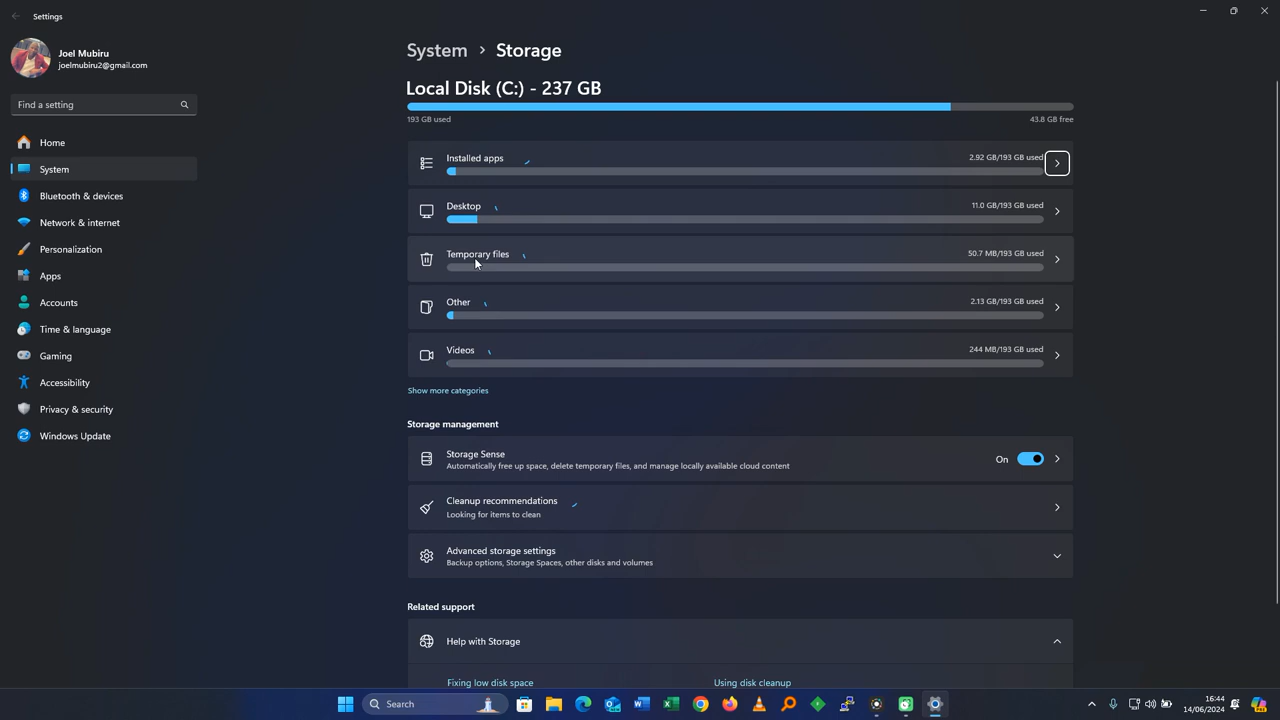 Settings
Joel Mubiru
joelmubiru2@gmail.com
Find a setting
Home
System
Bluetooth & devices
Network & internet
Personalization
Apps
Accounts
Time & language
Gaming
Accessibility
Privacy & security
Windows Update
System > Storage
Local Disk (C:) - 237 GB
193 GB used 43.8 GB free
Installed apps 2.92 GB/193 GB used
Desktop 11.0 GB/193 GB used
Temporary files 50.7 MB/193 GB used
Other 2.13 GB/193 GB used
Videos 244 MB/193 GB used
Show more categories
Storage management
Storage Sense
Automatically free up space, delete temporary files, and manage locally available cloud content
On
Cleanup recommendations
Looking for items to clean
Advanced storage settings
Backup options, Storage Spaces, other disks and volumes
Related support
Help with Storage
Fixing low disk space Using disk cleanup
Search
16:44
14/06/2024